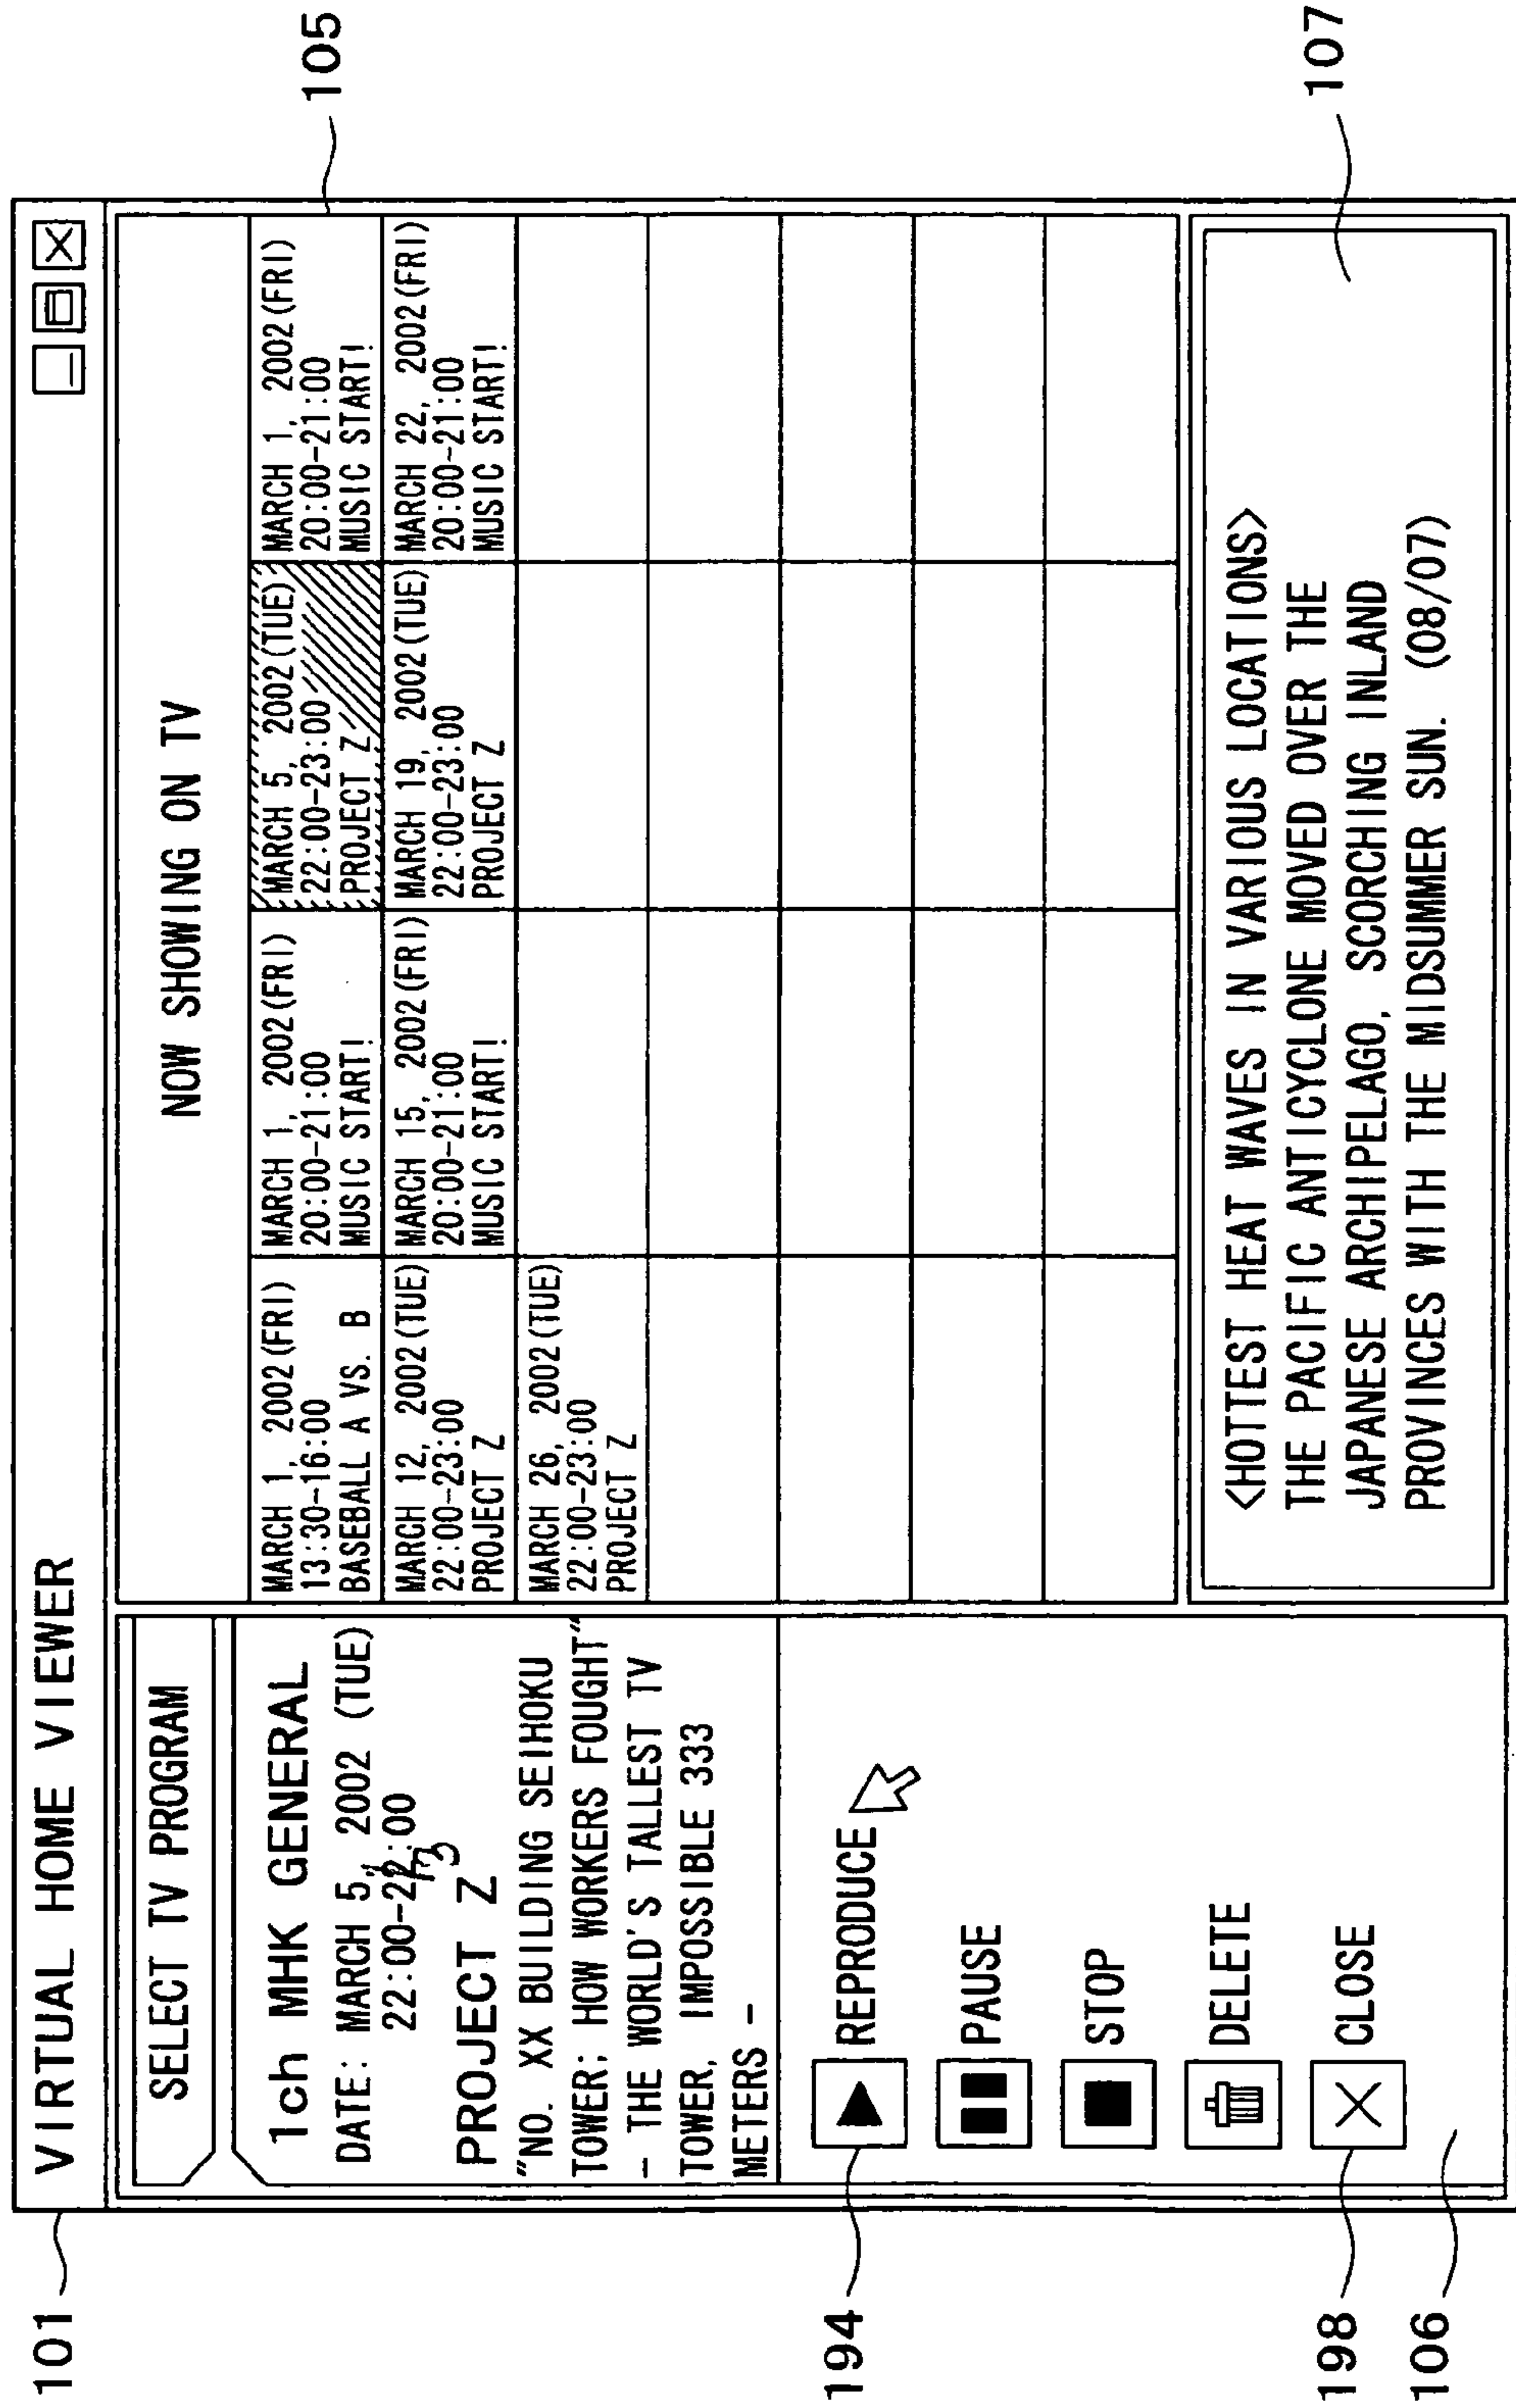 101
VIRTUAL HOME VIEWER
SELECT TV PROGRAM
1ch MHK GENERAL
DATE: MARCH 5, 2002 (TUE)
22:00-22:00
23
PROJECT Z
"NO. XX BUILDING SEIHOKU
TOWER; HOW WORKERS FOUGHT"
- THE WORLD'S TALLEST TV
TOWER, IMPOSSIBLE 333
METERS -
194
REPRODUCE
PAUSE
STOP
DELETE
198
CLOSE
106
NOW SHOWING ON TV
105
MARCH 1, 2002(FRI)
13:30-16:00
BASEBALL A VS. B
MARCH 1, 2002(FRI)
20:00-21:00
MUSIC START!
MARCH 5, 2002(TUE)
22:00-23:00
PROJECT Z
MARCH 1, 2002(FRI)
20:00-21:00
MUSIC START!
MARCH 12, 2002(TUE)
22:00-23:00
PROJECT Z
MARCH 15, 2002(FRI)
20:00-21:00
MUSIC START!
MARCH 19, 2002(TUE)
22:00-23:00
PROJECT Z
MARCH 22, 2002(FRI)
20:00-21:00
MUSIC START!
MARCH 26, 2002(TUE)
22:00-23:00
PROJECT Z
107
<HOTTEST HEAT WAVES IN VARIOUS LOCATIONS>
THE PACIFIC ANTICYCLONE MOVED OVER THE
JAPANESE ARCHIPELAGO, SCORCHING INLAND
PROVINCES WITH THE MIDSUMMER SUN. (08/07)